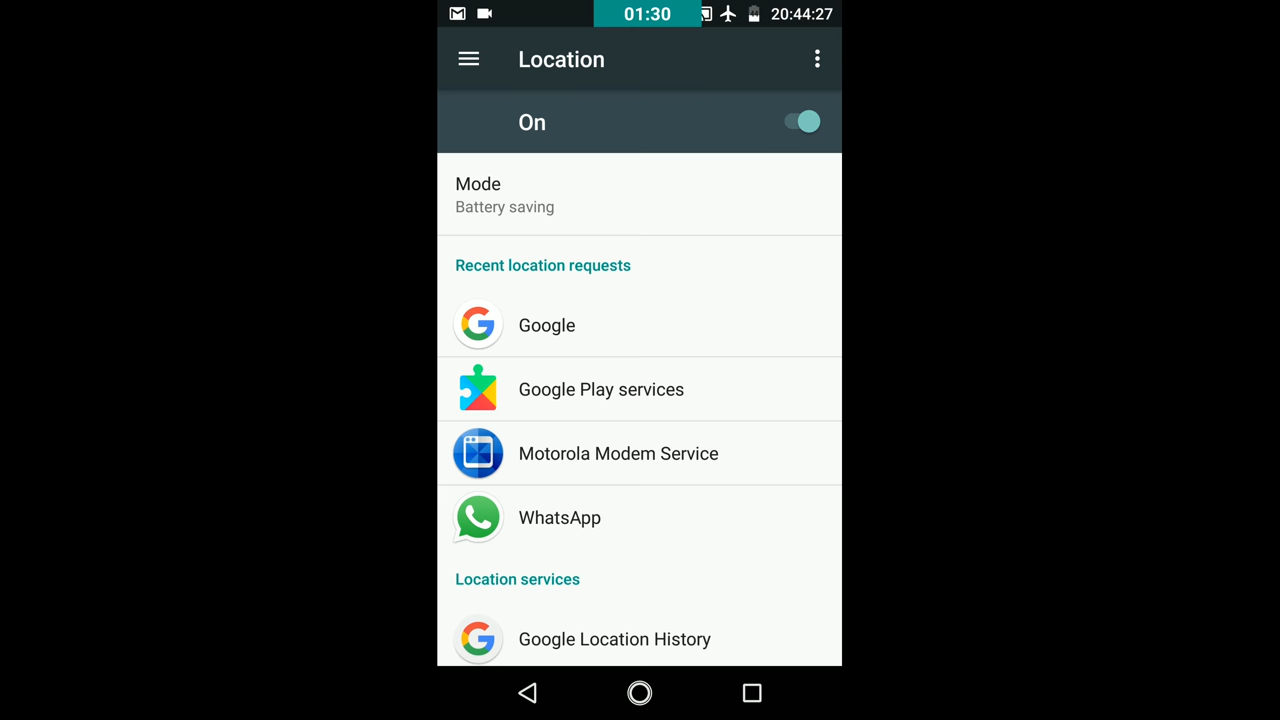 01:30
20:44:27
Location
On
Mode
Battery saving
Recent location requests
Google
Google Play services
Motorola Modem Service
WhatsApp
Location services
Google Location History